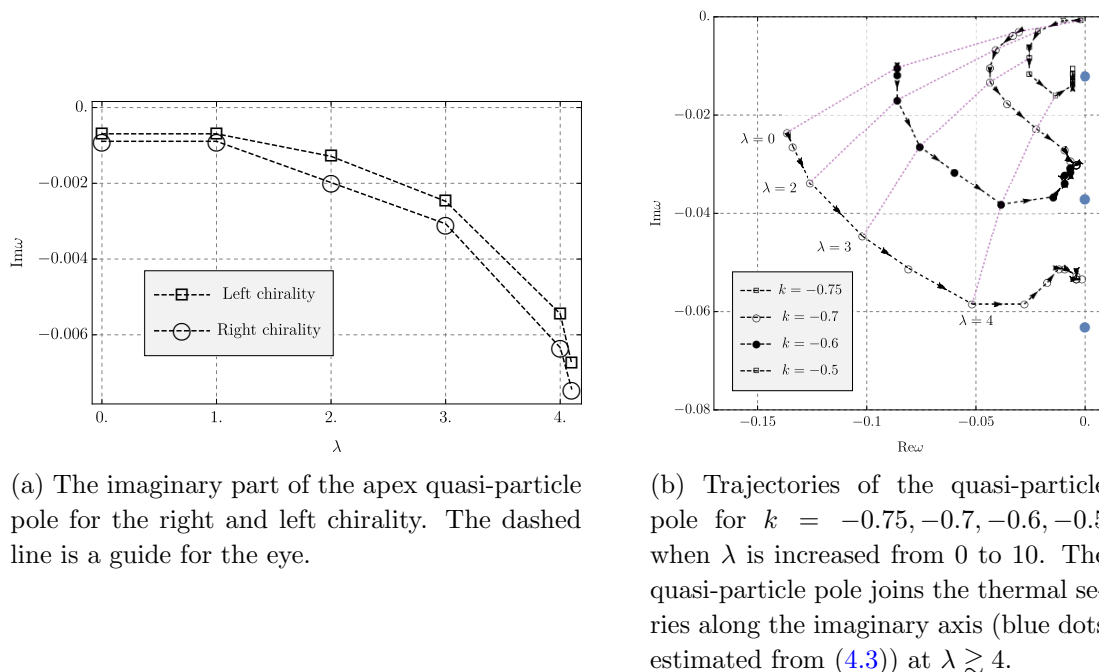 0.
−0.002
−0.004
−0.006
Imω
Left chirality
Right chirality
0.
1.
2.
3.
4.
λ
(a) The imaginary part of the apex quasi-particle
pole for the right and left chirality. The dashed
line is a guide for the eye.
0.
−0.02
−0.04
−0.06
−0.08
Imω
λ = 0
λ = 2
λ = 3
λ = 4
k = −0.75
k = −0.7
k = −0.6
k = −0.5
−0.15
−0.1
−0.05
0.
Reω
(b) Trajectories of the quasi-particle
pole for k = −0.75, −0.7, −0.6, −0.5
when λ is increased from 0 to 10. The
quasi-particle pole joins the thermal se-
ries along the imaginary axis (blue dots
estimated from (4.3)) at λ ≳ 4.